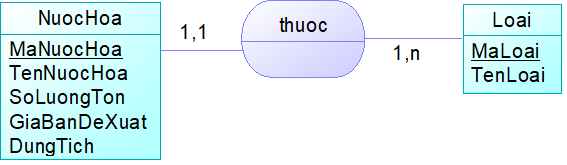 NuocHoa
MaNuocHoa
TenNuocHoa
SoLuongTon
GiaBanDeXuat
DungTich
1,1
thuoc
1,n
Loai
MaLoai
TenLoai